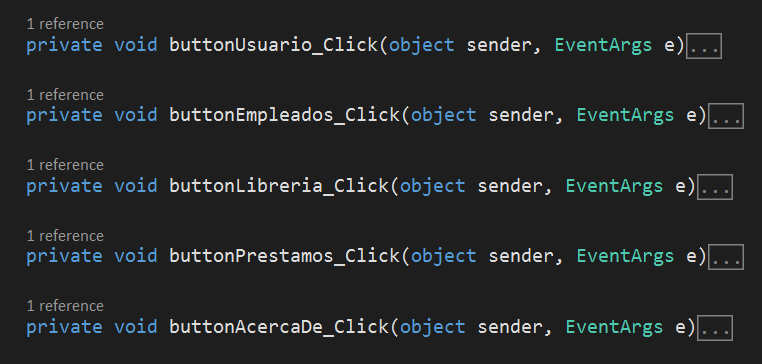 1 reference
private void buttonUsuario_Click(object sender, EventArgs e)...
1 reference
private void buttonEmpleados_Click(object sender, EventArgs e)...
1 reference
private void buttonLibreria_Click(object sender, EventArgs e)...
1 reference
private void buttonPrestamos_Click(object sender, EventArgs e)...
1 reference
private void buttonAcercaDe_Click(object sender, EventArgs e)...